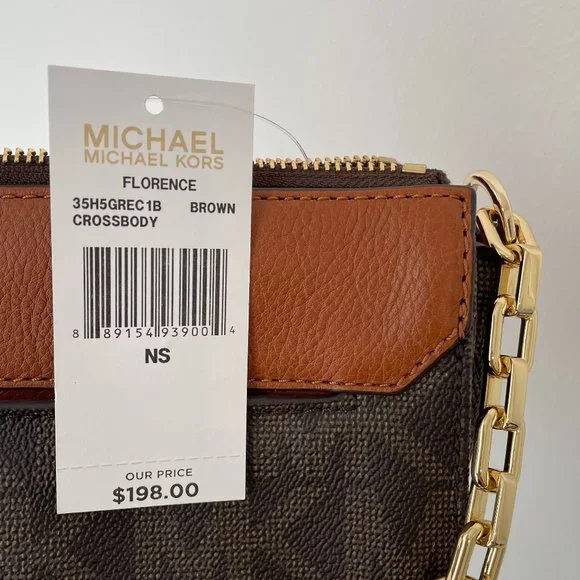 MICHAEL
MICHAEL KORS
FLORENCE
35H5GREC1B BROWN
CROSSBODY
8 89154 93900 4
NS
OUR PRICE
$198.00